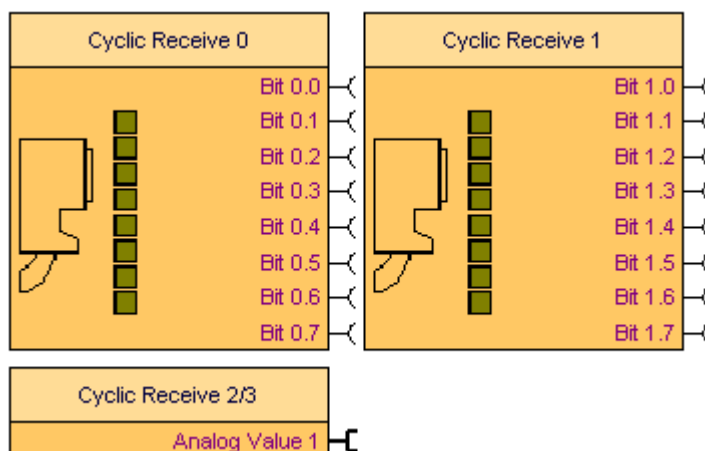 Cyclic Receive 0
Bit 0.0
Bit 0.1
Bit 0.2
Bit 0.3
Bit 0.4
Bit 0.5
Bit 0.6
Bit 0.7
Cyclic Receive 1
Bit 1.0
Bit 1.1
Bit 1.2
Bit 1.3
Bit 1.4
Bit 1.5
Bit 1.6
Bit 1.7
Cyclic Receive 2/3
Analog Value 1